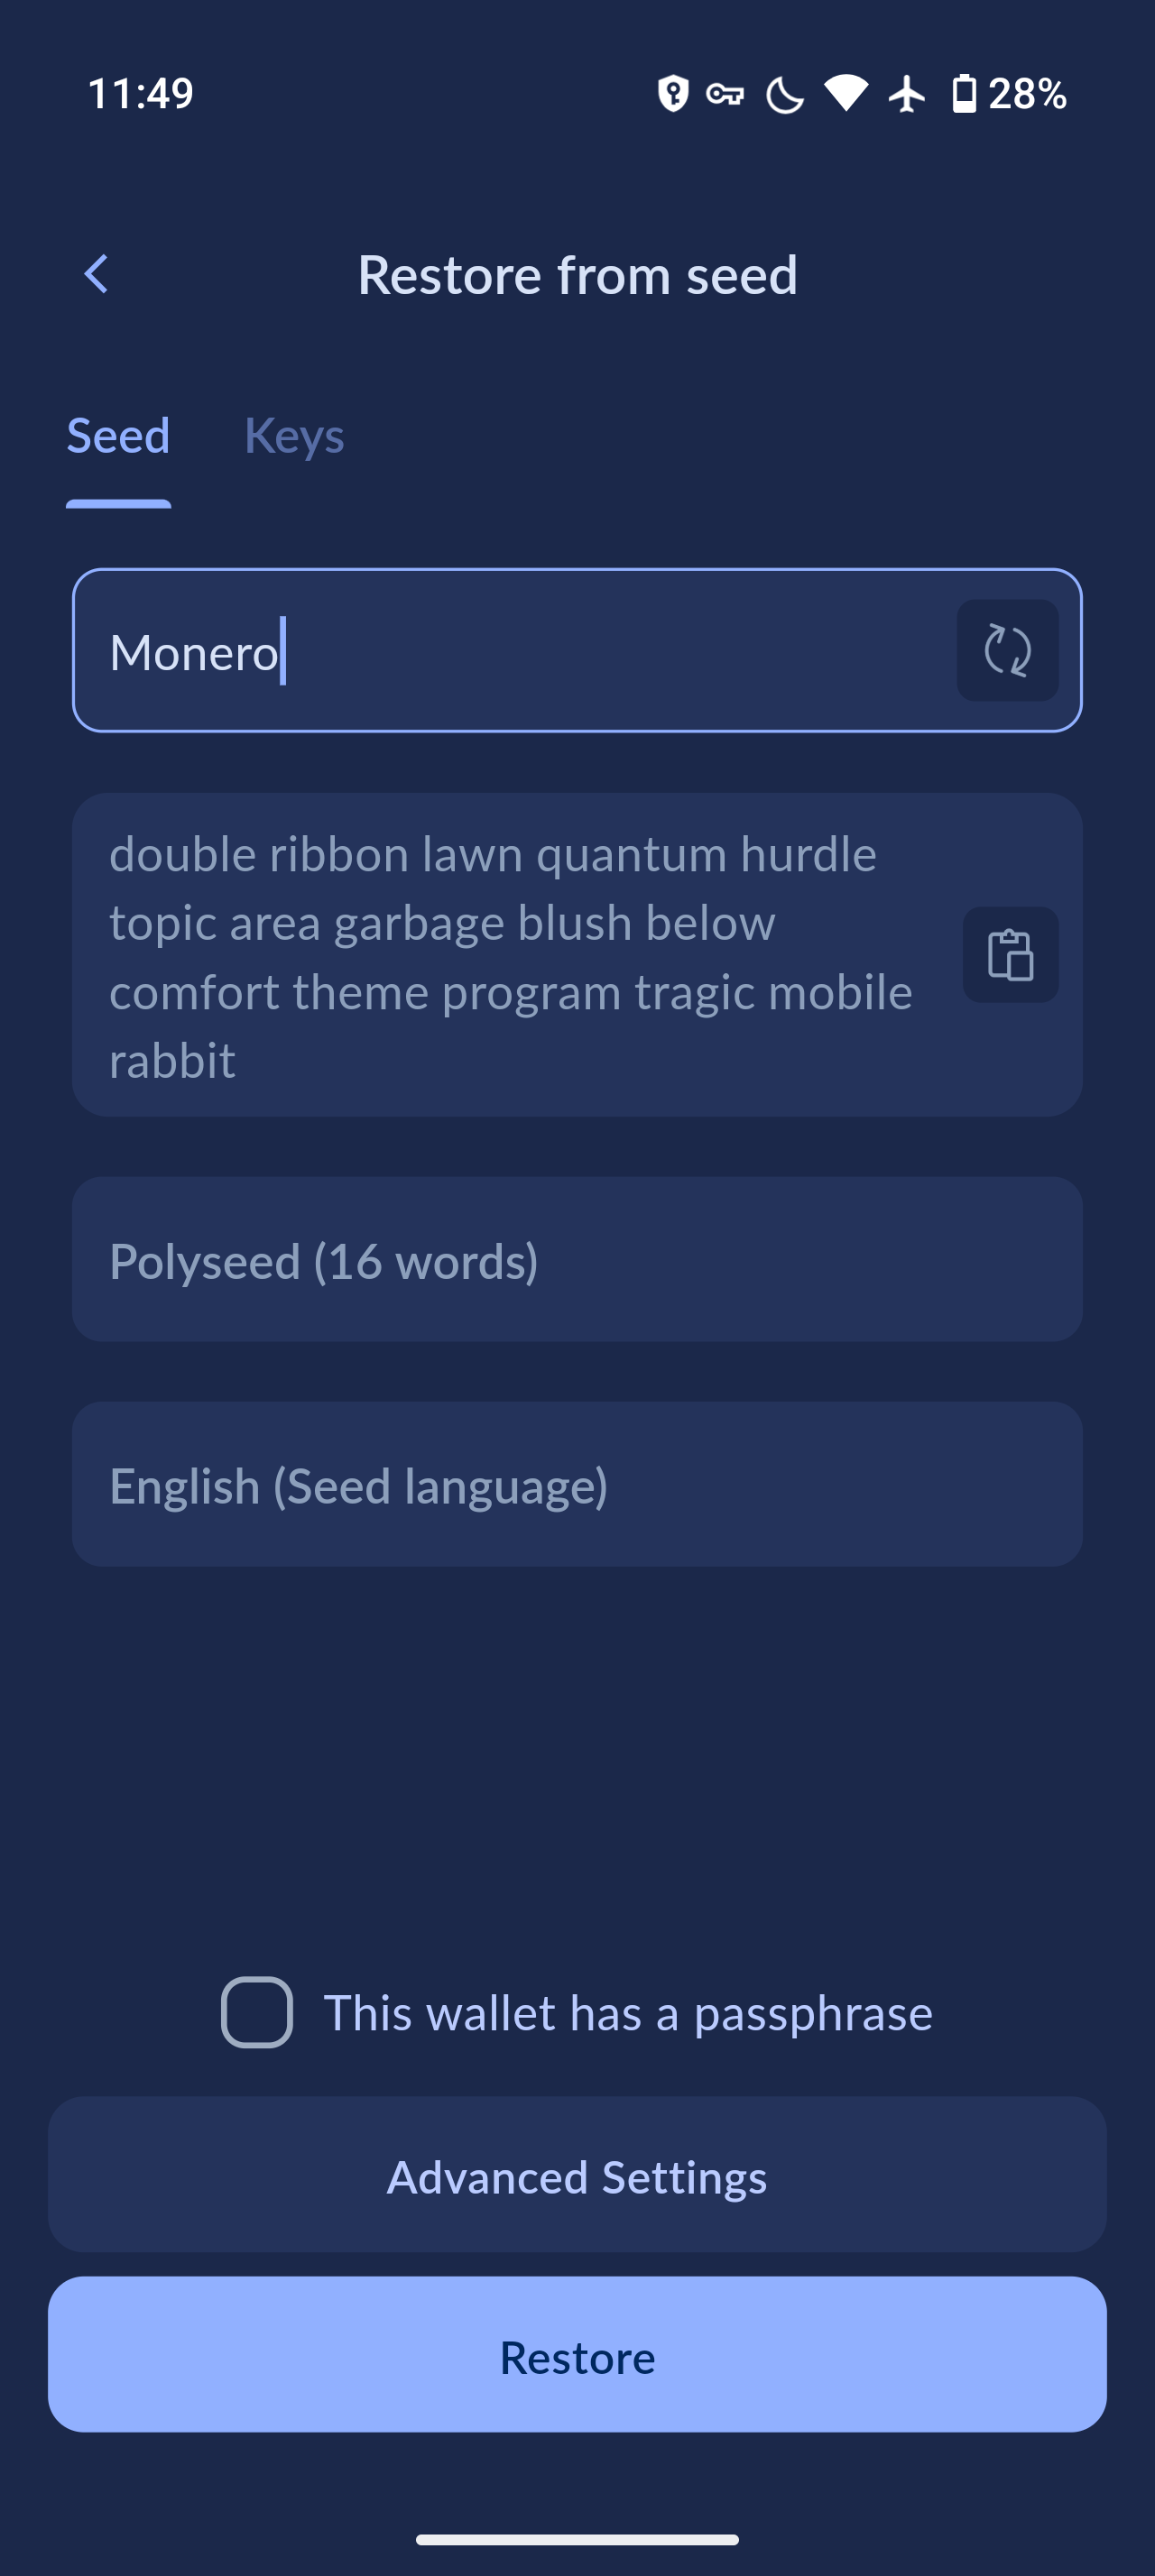 11:49
28%
Restore from seed
Seed Keys
Monero
double ribbon lawn quantum hurdle
topic area garbage blush below
comfort theme program tragic mobile
rabbit
Polyseed (16 words)
English (Seed language)
This wallet has a passphrase
Advanced Settings
Restore